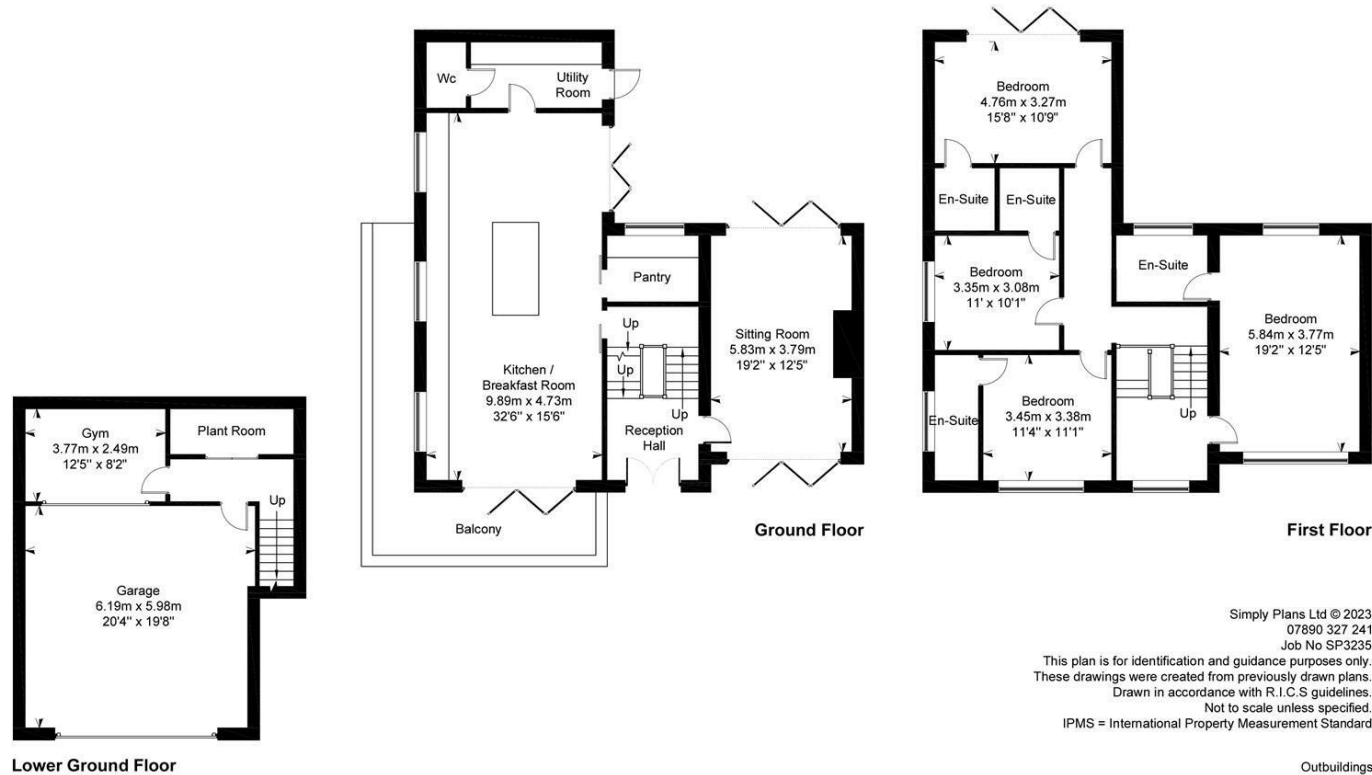 Gym
3.77m x 2.49m
12'5" x 8'2"
Plant Room
Up
Garage
6.19m x 5.98m
20'4" x 19'8"
Lower Ground Floor
Wc
Utility
Room
Pantry
Up
Up
Up
Kitchen /
Breakfast Room
9.89m x 4.73m
32'6" x 15'6"
Sitting Room
5.83m x 3.79m
19'2" x 12'5"
Reception
Hall
Balcony
Ground Floor
Bedroom
4.76m x 3.27m
15'8" x 10'9"
En-Suite
En-Suite
Bedroom
3.35m x 3.08m
11' x 10'1"
En-Suite
Bedroom
5.84m x 3.77m
19'2" x 12'5"
En-Suite
Bedroom
3.45m x 3.38m
11'4" x 11'1"
Up
First Floor
Simply Plans Ltd © 2023
07890 327 241
Job No SP3235
This plan is for identification and guidance purposes only.
These drawings were created from previously drawn plans.
Drawn in accordance with R.I.C.S guidelines.
Not to scale unless specified.
IPMS = International Property Measurement Standard
Outbuildings